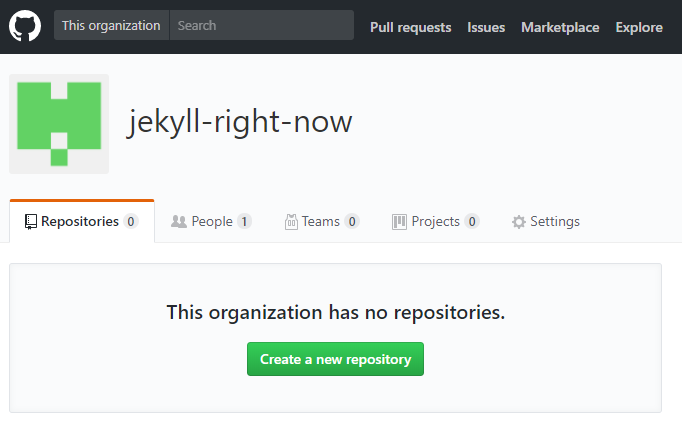 This organization Search Pull requests Issues Marketplace Explore
jekyll-right-now
Repositories 0 People 1 Teams 0 Projects 0 Settings
This organization has no repositories.
Create a new repository